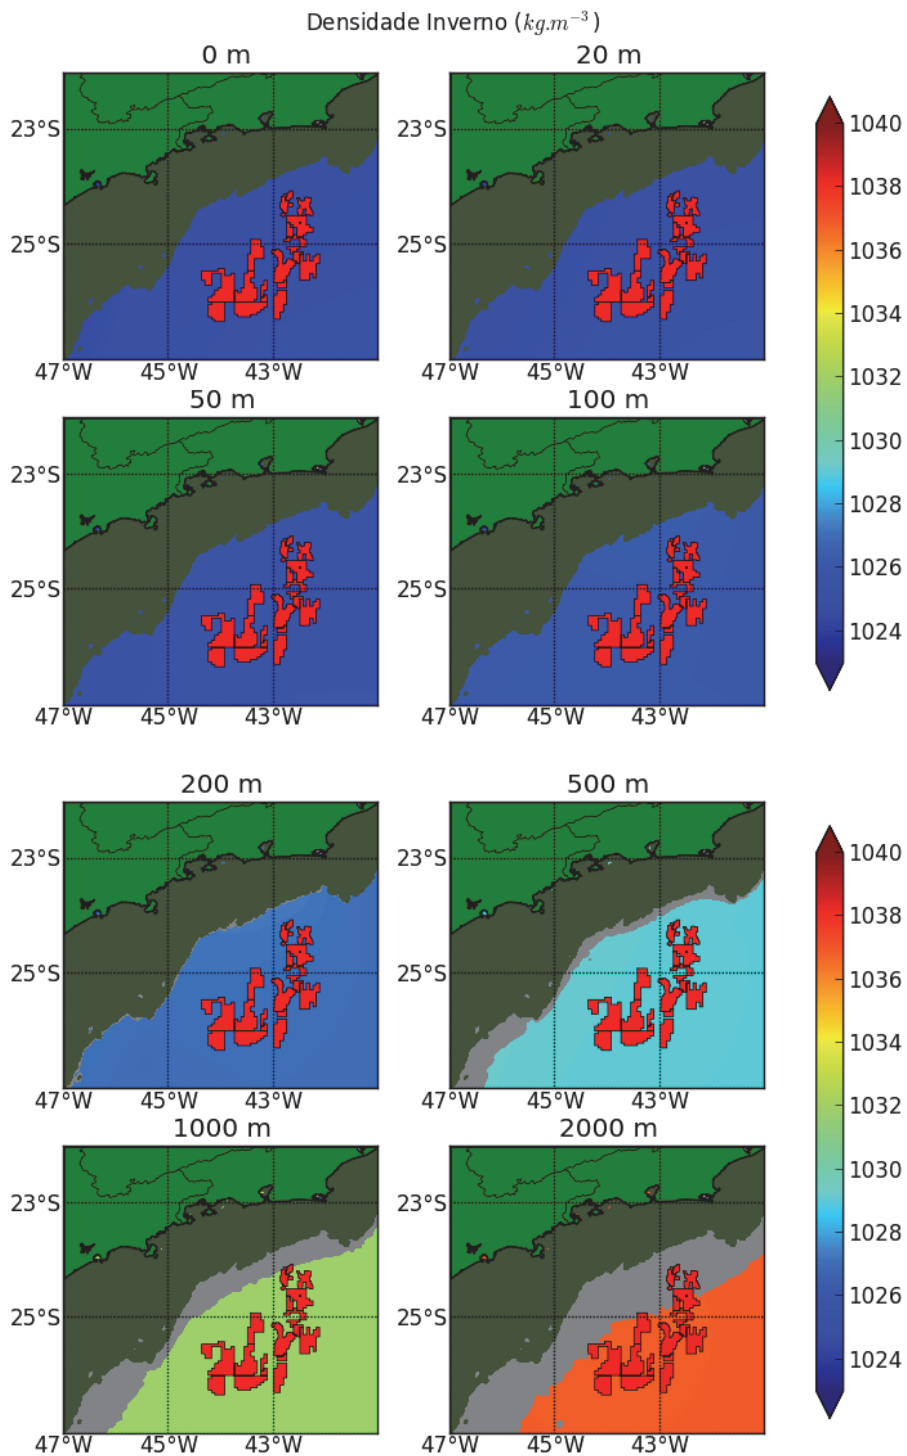 Densidade Inverno (kg.m⁻³)
0 m 20 m
23°S 23°S
25°S 25°S
47°W 45°W 43°W 47°W 45°W 43°W
50 m 100 m
23°S 23°S
25°S 25°S
47°W 45°W 43°W 47°W 45°W 43°W
1040
1038
1036
1034
1032
1030
1028
1026
1024
200 m 500 m
23°S 23°S
25°S 25°S
47°W 45°W 43°W 47°W 45°W 43°W
1000 m 2000 m
23°S 23°S
25°S 25°S
47°W 45°W 43°W 47°W 45°W 43°W
1040
1038
1036
1034
1032
1030
1028
1026
1024